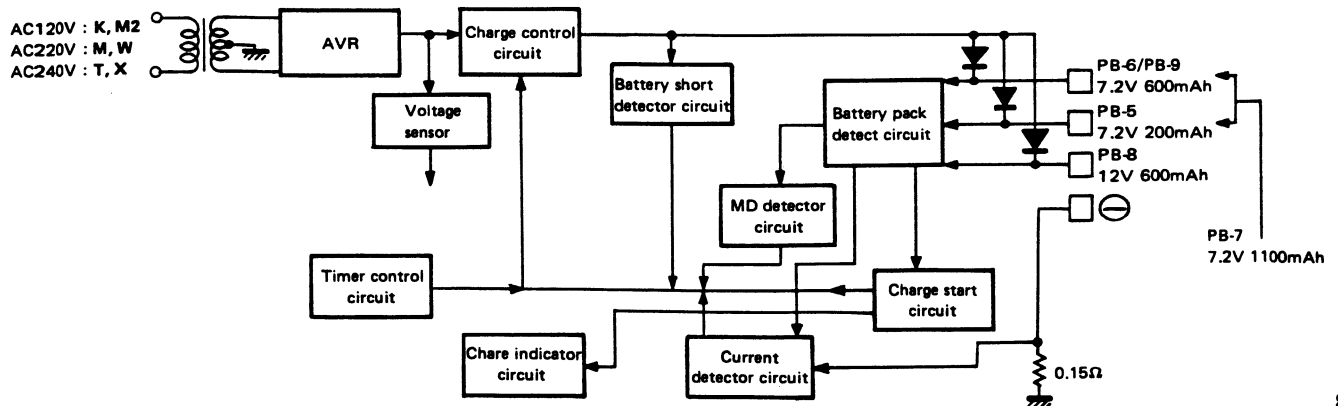 AC120V : K, M2
AC220V : M, W
AC240V : T, X
AVR
Charge control
circuit
Voltage
sensor
Battery short
detector circuit
Battery pack
detect circuit
MD detector
circuit
PB-6/PB-9
7.2V 600mAh
PB-5
7.2V 200mAh
PB-8
12V 600mAh
PB-7
7.2V 1100mAh
Timer control
circuit
Charge start
circuit
Chare indicator
circuit
Current
detector circuit
0.15Ω